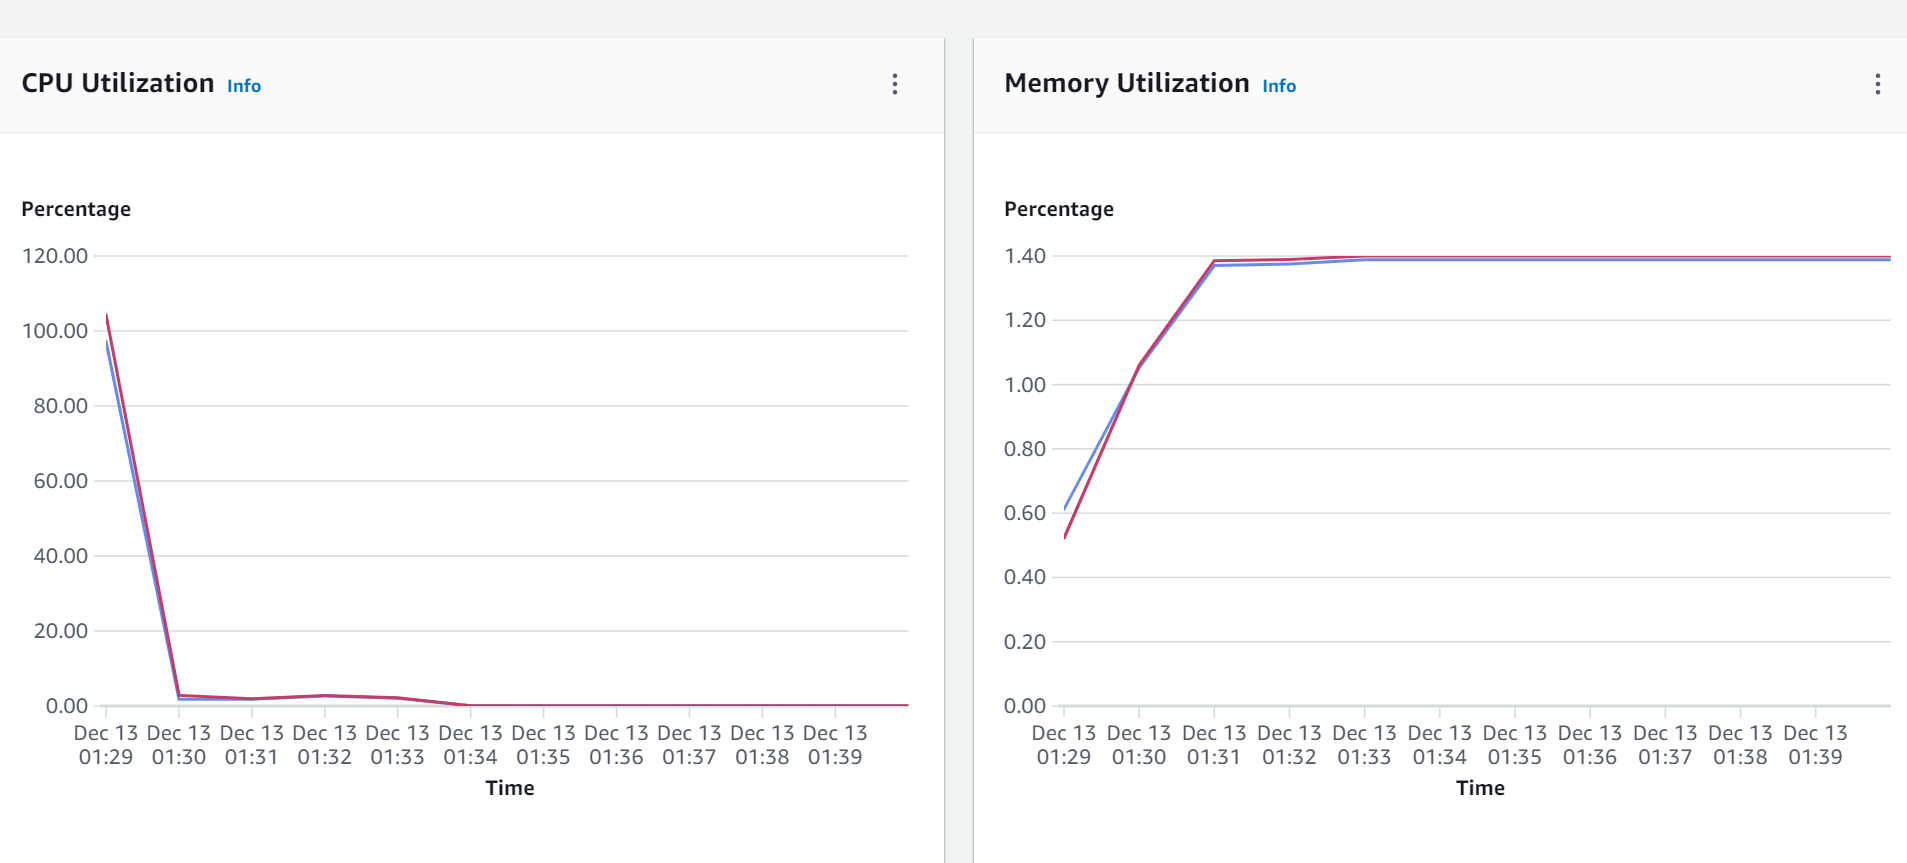 CPU Utilization Info
Percentage
120.00
100.00
80.00
60.00
40.00
20.00
0.00
Dec 13 Dec 13 Dec 13 Dec 13 Dec 13 Dec 13 Dec 13 Dec 13 Dec 13 Dec 13 Dec 13
01:29 01:30 01:31 01:32 01:33 01:34 01:35 01:36 01:37 01:38 01:39
Time
Memory Utilization Info
Percentage
1.40
1.20
1.00
0.80
0.60
0.40
0.20
0.00
Dec 13 Dec 13 Dec 13 Dec 13 Dec 13 Dec 13 Dec 13 Dec 13 Dec 13 Dec 13 Dec 13
01:29 01:30 01:31 01:32 01:33 01:34 01:35 01:36 01:37 01:38 01:39
Time